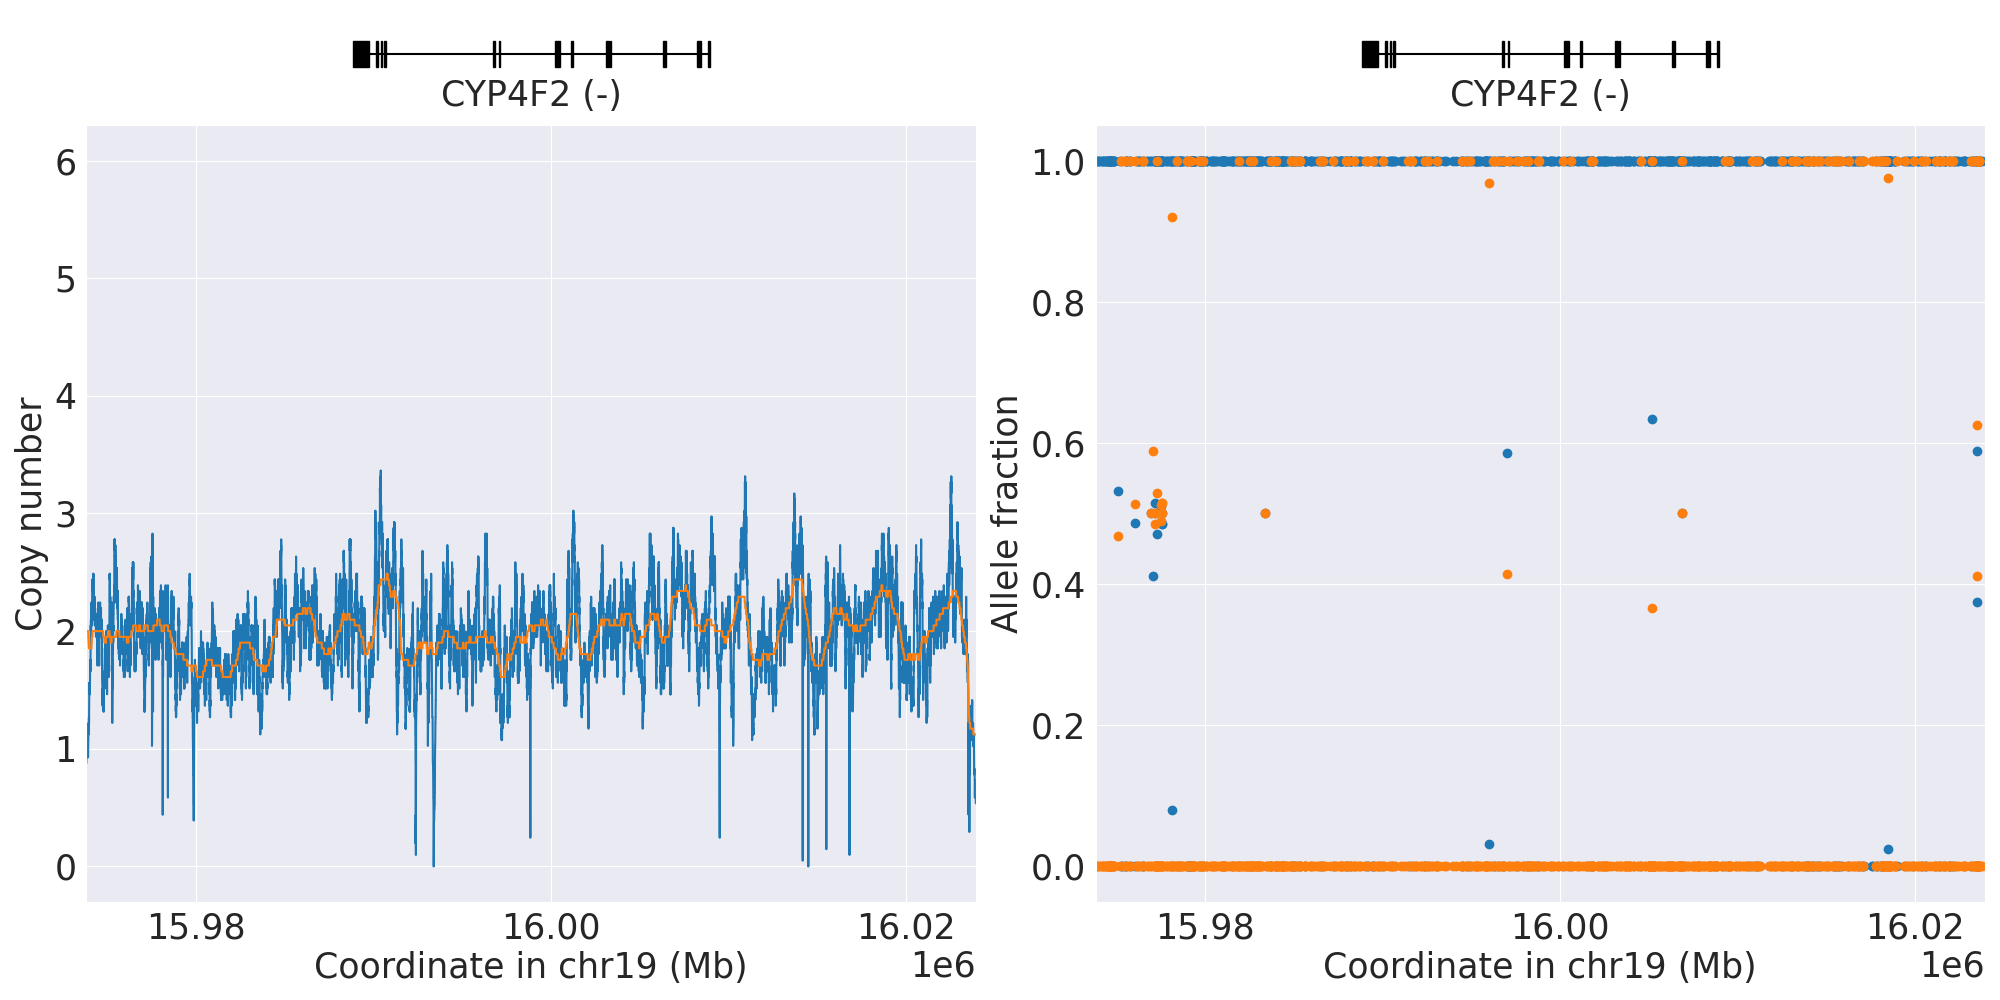 CYP4F2 (-)
CYP4F2 (-)
6
5
4
3
2
1
0
Copy number
15.98
16.00
16.02
Coordinate in chr19 (Mb)
1e6
1.0
0.8
0.6
0.4
0.2
0.0
Allele fraction
15.98
16.00
16.02
Coordinate in chr19 (Mb)
1e6